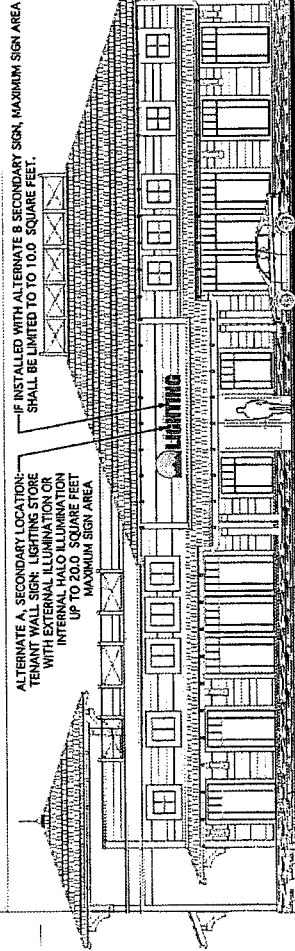 ALTERNATE A, SECONDARY LOCATION:
TENANT WALL SIGN: LIGHTING STORE
WITH EXTERNAL ILLUMINATION OR
INTERNAL HALO ILLUMINATION
UP TO 20.0 SQUARE FEET
MAXIMUM SIGN AREA
IF INSTALLED WITH ALTERNATE B SECONDARY SIGN, MAXIMUM SIGN AREA
SHALL BE LIMITED TO TO 10.0 SQUARE FEET.
LIGHTING